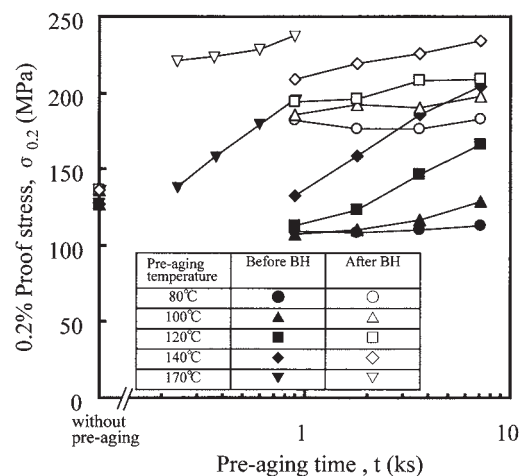 0.2% Proof stress, σ0.2 (MPa)
250
200
150
100
50
0
Pre-aging temperature Before BH After BH
80℃
100℃
120℃
140℃
170℃
without
pre-aging
1 10
Pre-aging time , t (ks)